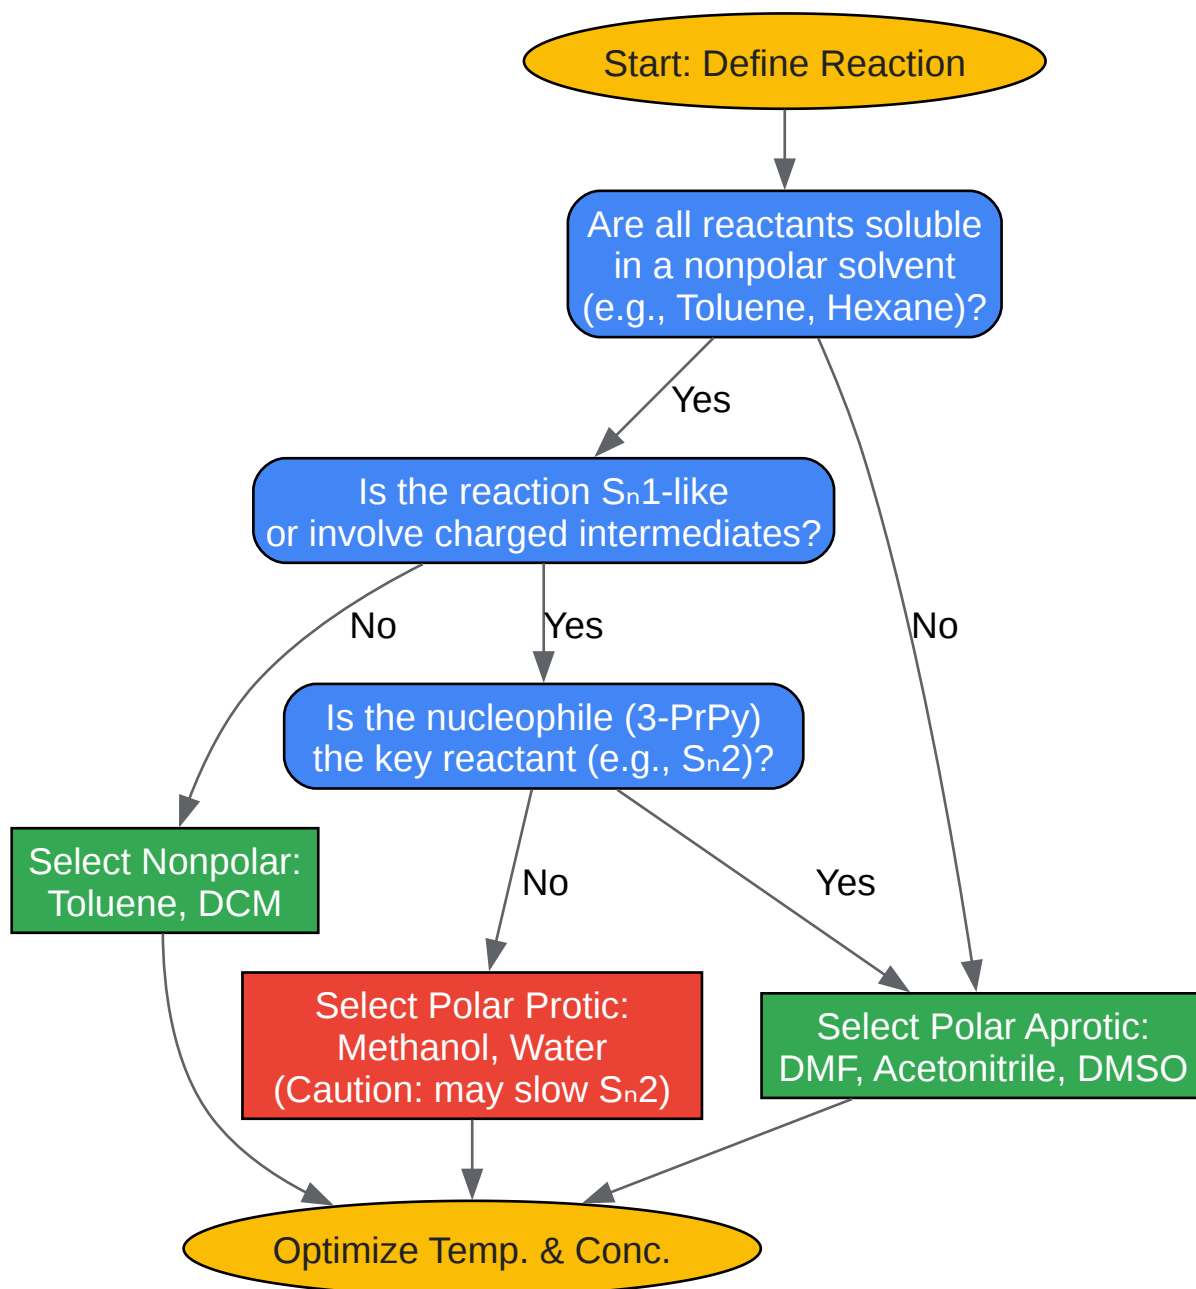 Start: Define Reaction
Are all reactants soluble
in a nonpolar solvent
(e.g., Toluene, Hexane)?
Yes
Is the reaction Sₙ1-like
or involve charged intermediates?
No
Yes
No
Is the nucleophile (3-PrPy)
the key reactant (e.g., Sₙ2)?
Select Nonpolar:
Toluene, DCM
No
Yes
Select Polar Protic:
Methanol, Water
(Caution: may slow Sₙ2)
Select Polar Aprotic:
DMF, Acetonitrile, DMSO
Optimize Temp. & Conc.